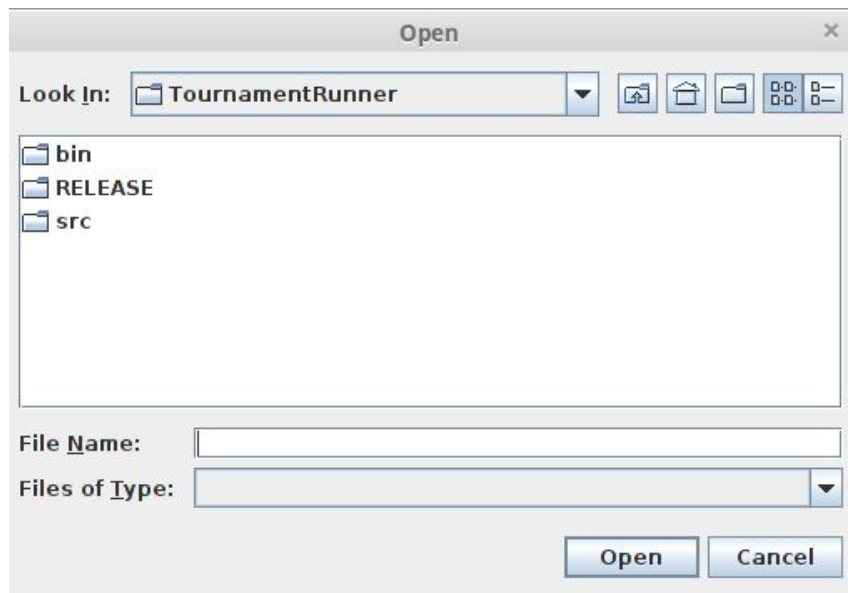 Open
Look In: TournamentRunner
bin
RELEASE
src
File Name:
Files of Type:
Open Cancel